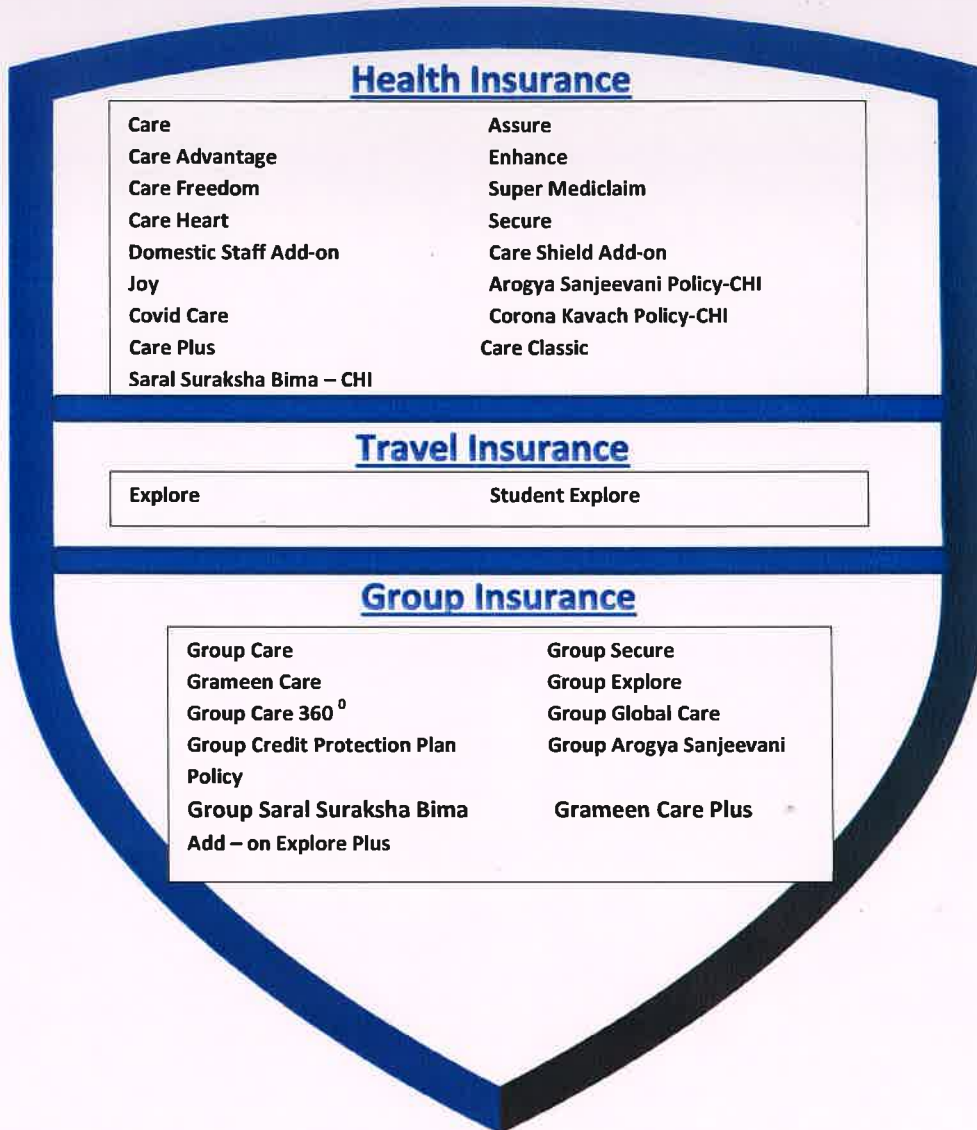 Health Insurance
Care Assure
Care Advantage Enhance
Care Freedom Super Mediclaim
Care Heart Secure
Domestic Staff Add-on Care Shield Add-on
Joy Arogya Sanjeevani Policy-CHI
Covid Care Corona Kavach Policy-CHI
Care Plus Care Classic
Saral Suraksha Bima – CHI
Travel Insurance
Explore Student Explore
Group Insurance
Group Care Group Secure
Grameen Care Group Explore
Group Care 360⁰ Group Global Care
Group Credit Protection Plan Group Arogya Sanjeevani
Policy
Group Saral Suraksha Bima Grameen Care Plus
Add – on Explore Plus